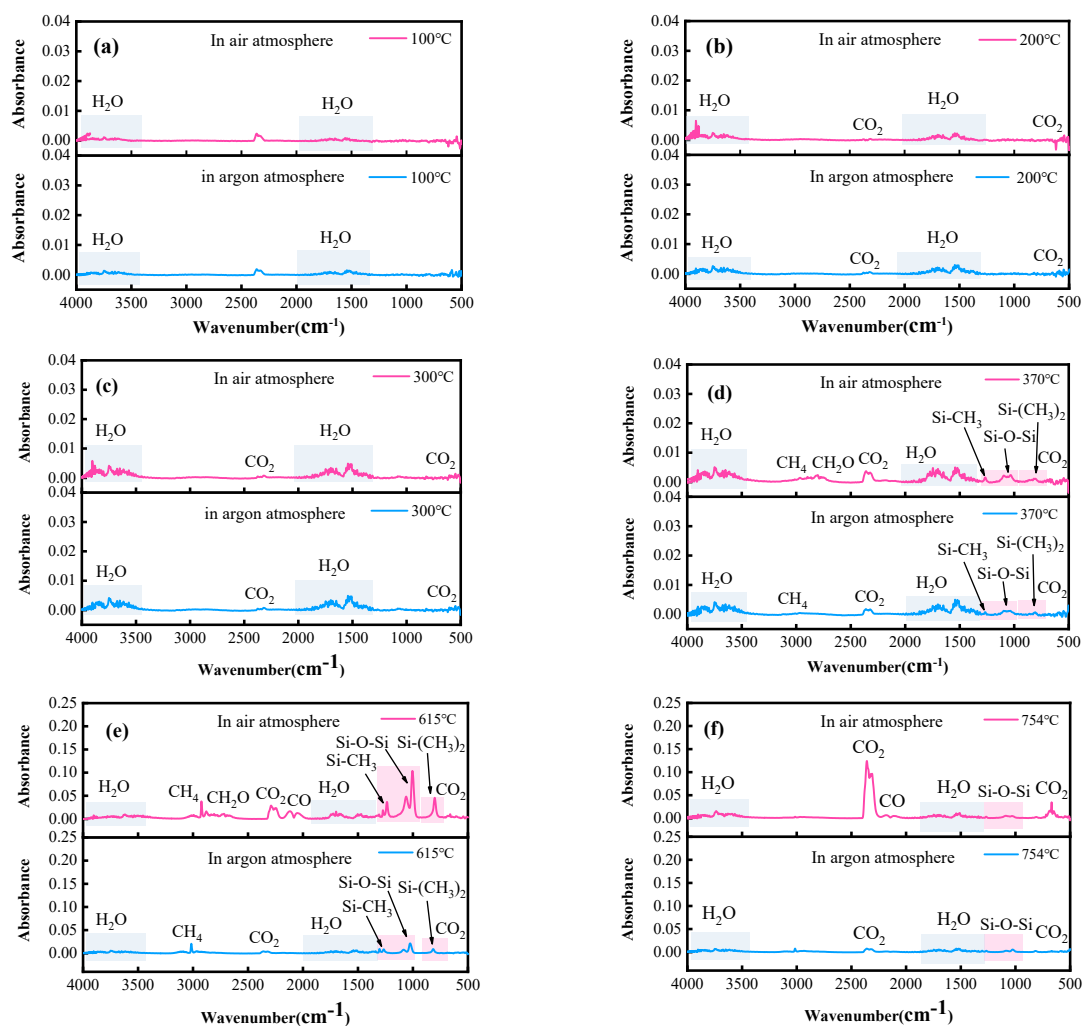 (a)
In air atmosphere
100℃
0.04
0.03
0.02
0.01
0.00
Absorbance
H₂O
H₂O
in argon atmosphere
100℃
0.04
0.03
0.02
0.01
0.00
Absorbance
H₂O
H₂O
4000 3500 3000 2500 2000 1500 1000 500
Wavenumber(cm⁻¹)
(b)
In air atmosphere
200℃
0.04
0.03
0.02
0.01
0.00
Absorbance
H₂O
CO₂
H₂O
CO₂
In argon atmosphere
200℃
0.04
0.03
0.02
0.01
0.00
Absorbance
H₂O
CO₂
H₂O
CO₂
4000 3500 3000 2500 2000 1500 1000 500
Wavenumber(cm⁻¹)
(c)
In air atmosphere
300℃
0.04
0.03
0.02
0.01
0.00
Absorbance
H₂O
CO₂
H₂O
CO₂
in argon atmosphere
300℃
0.04
0.03
0.02
0.01
0.00
Absorbance
H₂O
CO₂
H₂O
CO₂
4000 3500 3000 2500 2000 1500 1000 500
Wavenumber(cm⁻¹)
(d)
In air atmosphere
370℃
0.04
0.03
0.02
0.01
0.00
Absorbance
H₂O
CH₄
CH₂O
CO₂
H₂O
Si-CH₃
Si-O-Si
Si-(CH₃)₂
CO₂
In argon atmosphere
370℃
0.04
0.03
0.02
0.01
0.00
Absorbance
H₂O
CH₄
CO₂
H₂O
Si-CH₃
Si-O-Si
Si-(CH₃)₂
CO₂
4000 3500 3000 2500 2000 1500 1000 500
Wavenumber(cm⁻¹)
(e)
In air atmosphere
615℃
0.25
0.20
0.15
0.10
0.05
0.00
Absorbance
H₂O
CH₄
CH₂O
CO₂
CO
H₂O
Si-CH₃
Si-O-Si
Si-(CH₃)₂
CO₂
In argon atmosphere
615℃
0.25
0.20
0.15
0.10
0.05
0.00
Absorbance
H₂O
CH₄
CO₂
H₂O
Si-CH₃
Si-O-Si
Si-(CH₃)₂
CO₂
4000 3500 3000 2500 2000 1500 1000 500
Wavenumber(cm⁻¹)
(f)
In air atmosphere
754℃
0.25
0.20
0.15
0.10
0.05
0.00
Absorbance
H₂O
CO₂
CO
H₂O
Si-O-Si
CO₂
In argon atmosphere
754℃
0.25
0.20
0.15
0.10
0.05
0.00
Absorbance
H₂O
CO₂
H₂O
Si-O-Si
CO₂
4000 3500 3000 2500 2000 1500 1000 500
Wavenumber(cm⁻¹)